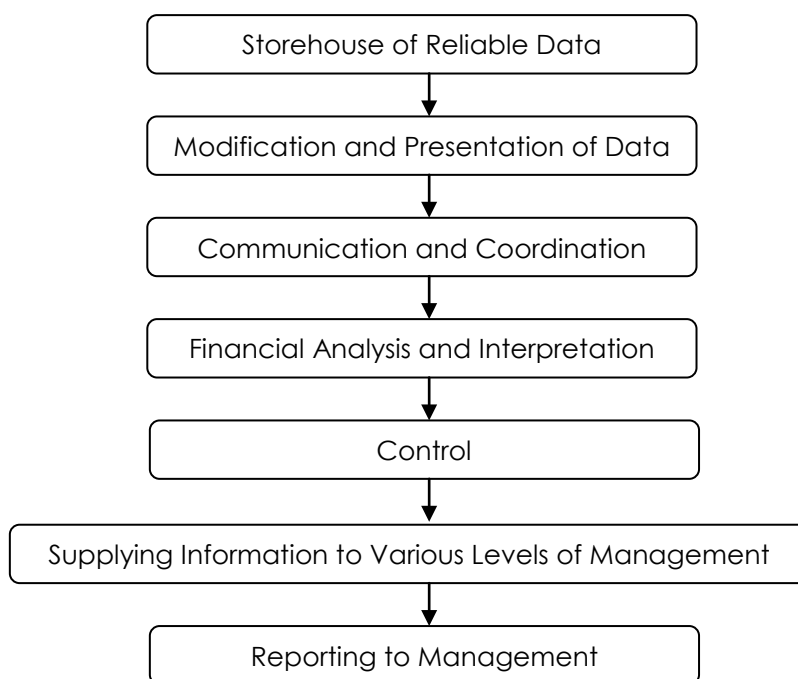 Storehouse of Reliable Data
Modification and Presentation of Data
Communication and Coordination
Financial Analysis and Interpretation
Control
Supplying Information to Various Levels of Management
Reporting to Management